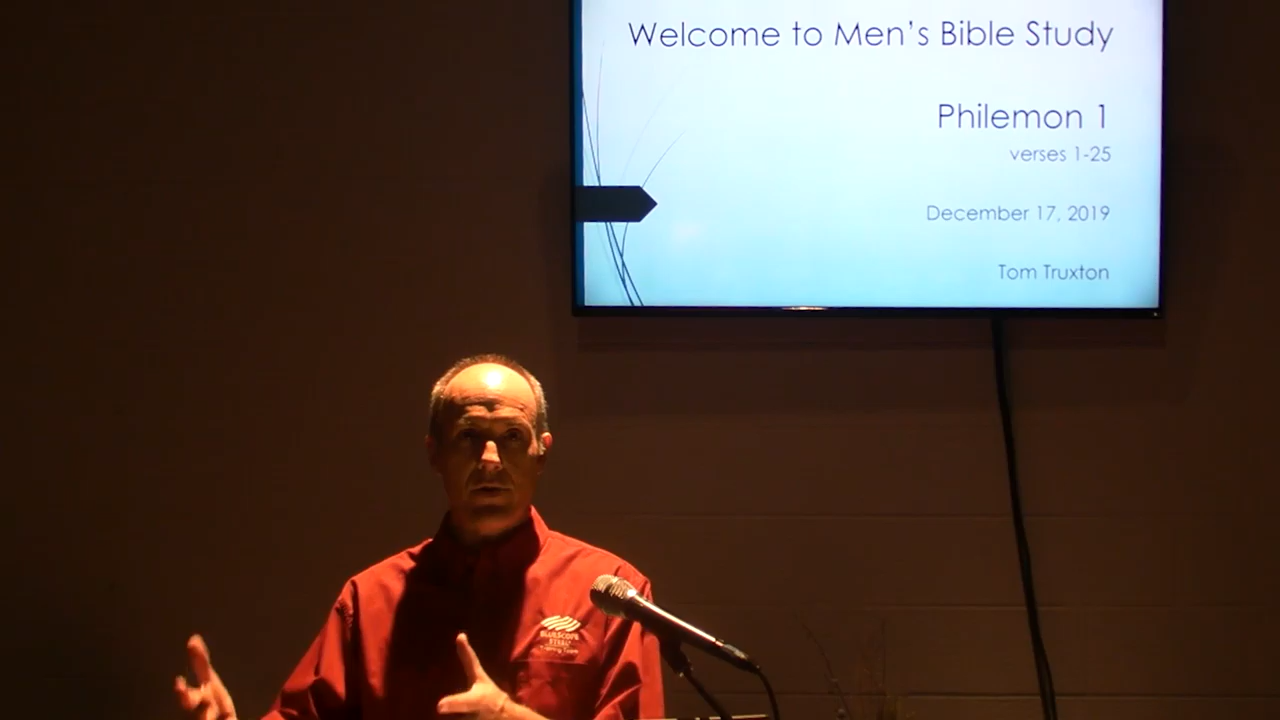 Welcome to Men's Bible Study
Philemon 1
verses 1-25
December 17, 2019
Tom Truxton